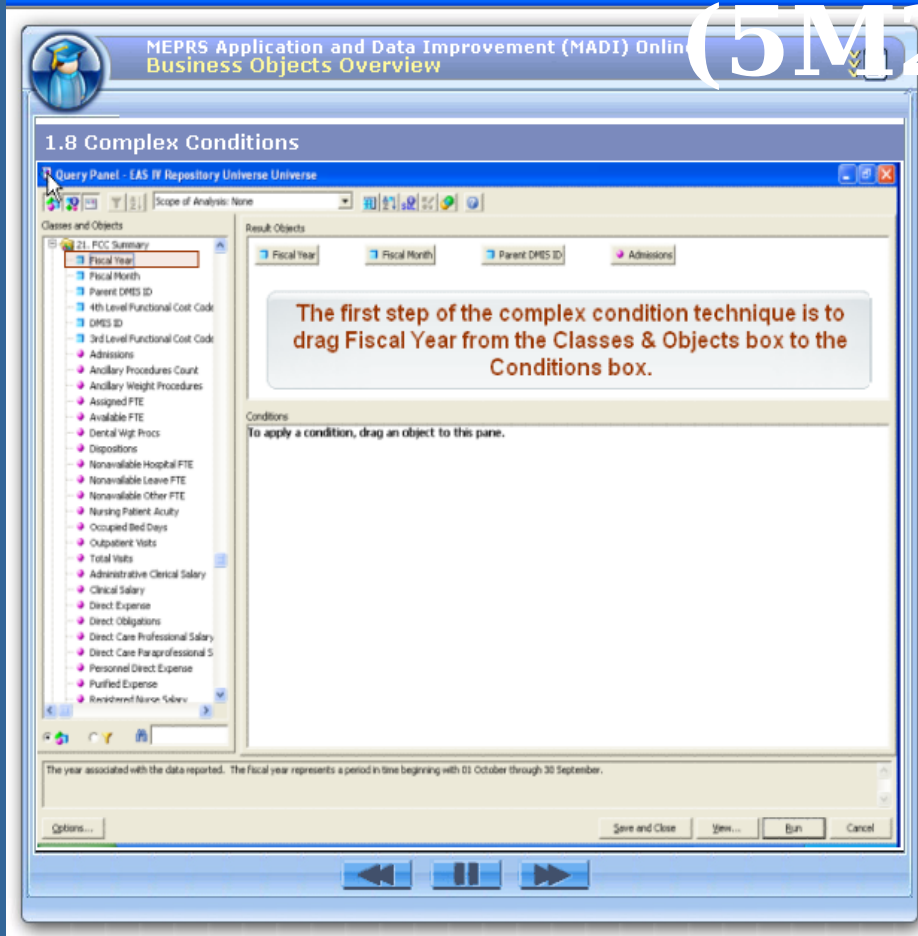 (5M2
MEPRS Application and Data Improvement (MADI) Onlin
Business Objects Overview
1.8 Complex Conditions
Query Panel - EAS IV Repository Universe Universe
Scope of Analysis: None
Classes and Objects
21. FCC Summary
Fiscal Year
Fiscal Month
Parent DMIS ID
4th Level Functional Cost Code
DMIS ID
3rd Level Functional Cost Code
Admissions
Ancillary Procedures Count
Ancillary Weight Procedures
Assigned FTE
Available FTE
Dental Wgt Procs
Dispositions
Nonavailable Hospital FTE
Nonavailable Leave FTE
Nonavailable Other FTE
Nursing Patient Acuity
Occupied Bed Days
Outpatient Visits
Total Visits
Administrative Clerical Salary
Clinical Salary
Direct Expense
Direct Obligations
Direct Care Professional Salary
Direct Care Paraprofessional S
Personnel Direct Expense
Purified Expense
Registered Nurse Salary
Result Objects
Fiscal Year Fiscal Month Parent DMIS ID Admissions
The first step of the complex condition technique is to
drag Fiscal Year from the Classes & Objects box to the
Conditions box.
Conditions
To apply a condition, drag an object to this pane.
The year associated with the data reported. The fiscal year represents a period in time beginning with 01 October through 30 September.
Options... Save and Close View... Run Cancel